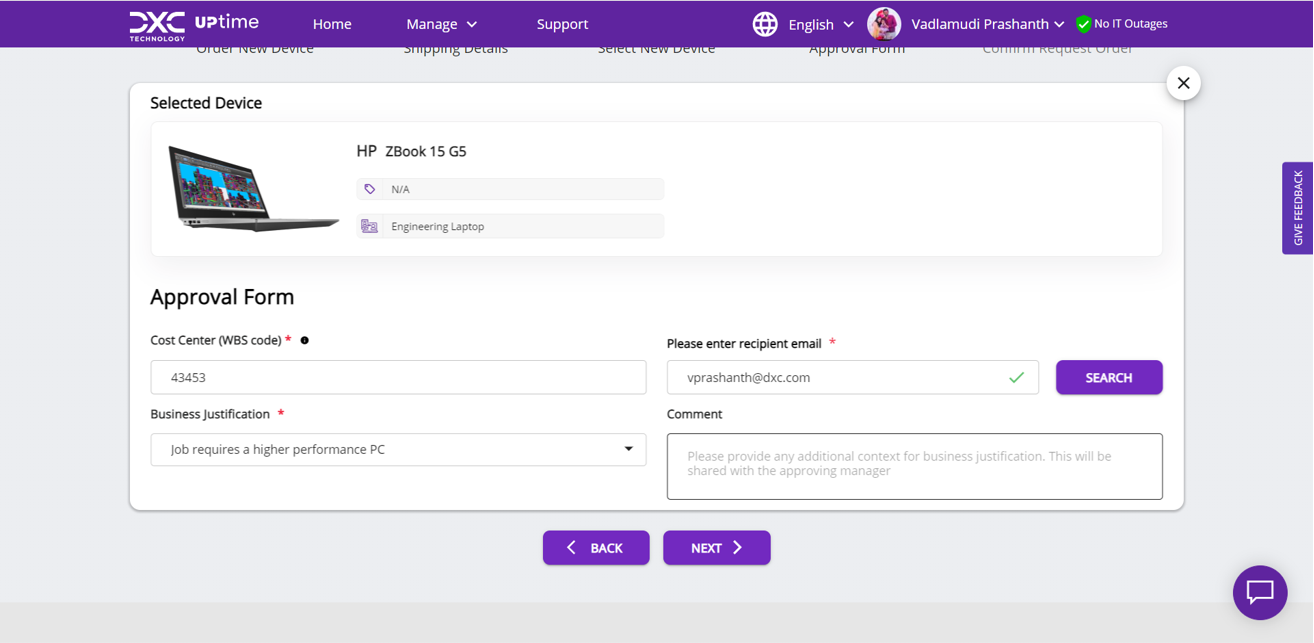 DXC TECHNOLOGY UPtime Home Manage Support English Vadlamudi Prashanth No IT Outages
Order New Device Shipping Details Select New Device Approval Form Confirm Request Order
Selected Device
HP ZBook 15 G5
N/A
Engineering Laptop
GIVE FEEDBACK
Approval Form
Cost Center (WBS code) *
Please enter recipient email *
43453
vprashanth@dxc.com
SEARCH
Business Justification *
Comment
Job requires a higher performance PC
Please provide any additional context for business justification. This will be
shared with the approving manager
BACK NEXT